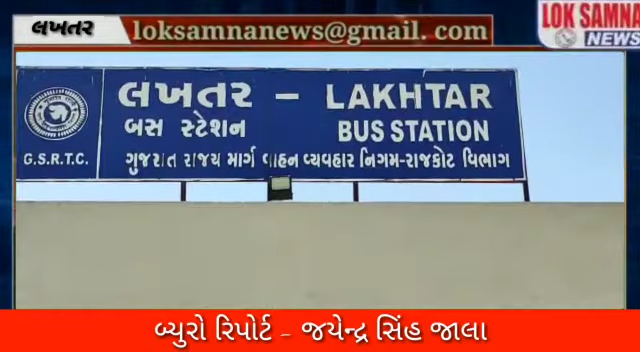 લખતર
loksamnanews@gmail. com
LOK SAMNA
NEWS
લખતર – LAKHTAR
બસ સ્ટેશન BUS STATION
G.S.R.T.C.
ગુજરાત રાજ્ય માર્ગ વાહન વ્યવહાર નિગમ-રાજકોટ વિભાગ
બ્યુરો રિપોર્ટ - જયેન્દ્ર સિંહ જાલા